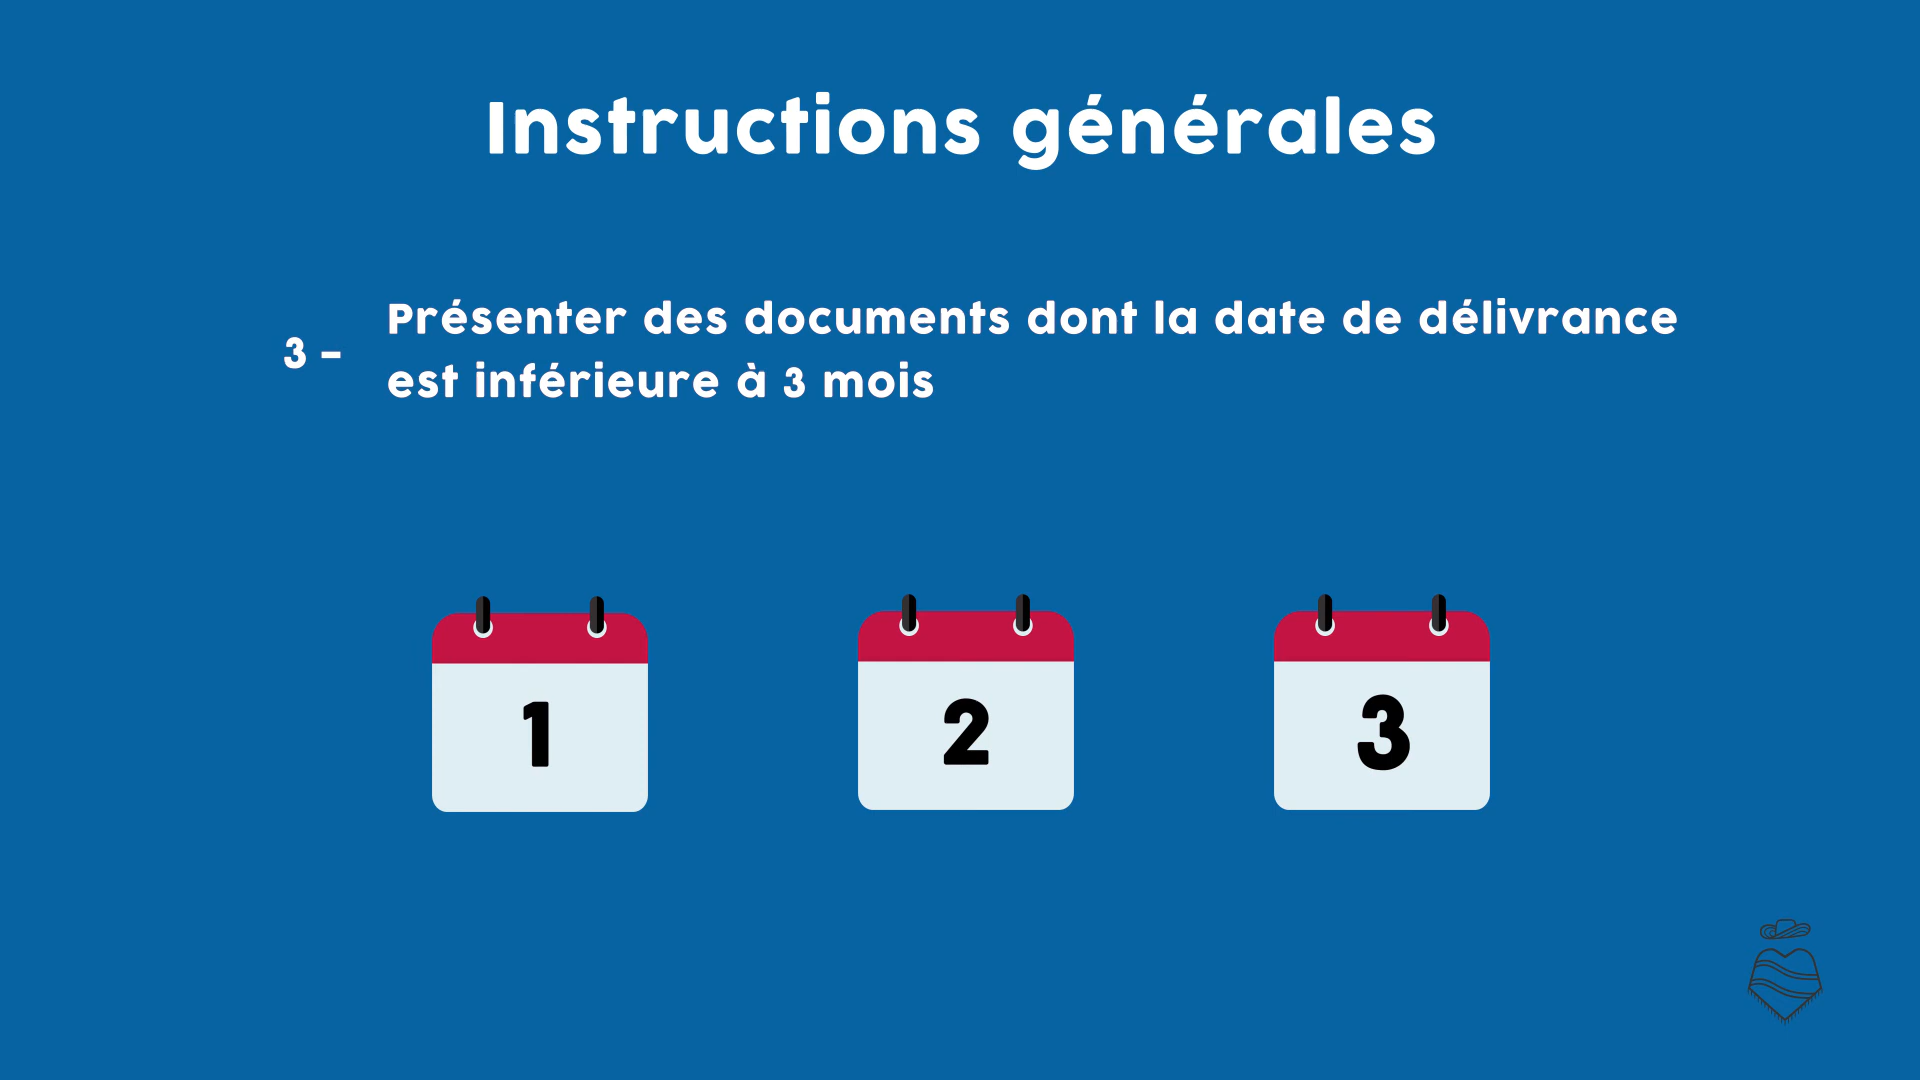 Instructions générales
3 -
Présenter des documents dont la date de délivrance
est inférieure à 3 mois
1
2
3